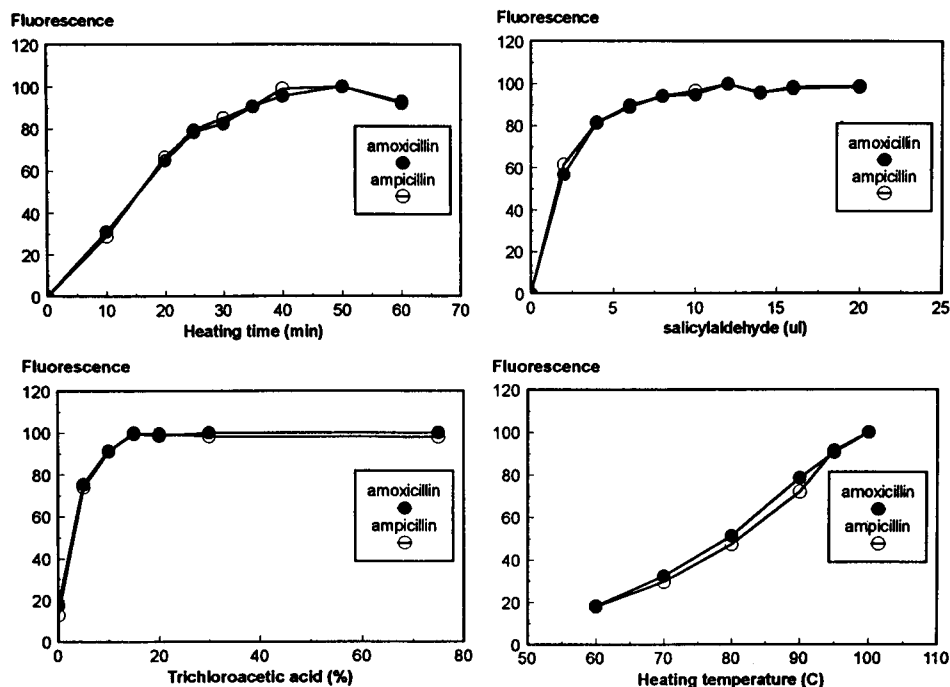 Fluorescence
120
100
80
60
40
20
0
0 10 20 30 40 50 60 70
Heating time (min)
amoxicillin
ampicillin
Fluorescence
120
100
80
60
40
20
0
0 5 10 15 20 25
salicylaldehyde (ul)
amoxicillin
ampicillin
Fluorescence
120
100
80
60
40
20
0
0 20 40 60 80
Trichloroacetic acid (%)
amoxicillin
ampicillin
Fluorescence
120
100
80
60
40
20
0
50 60 70 80 90 100 110
Heating temperature (C)
amoxicillin
ampicillin